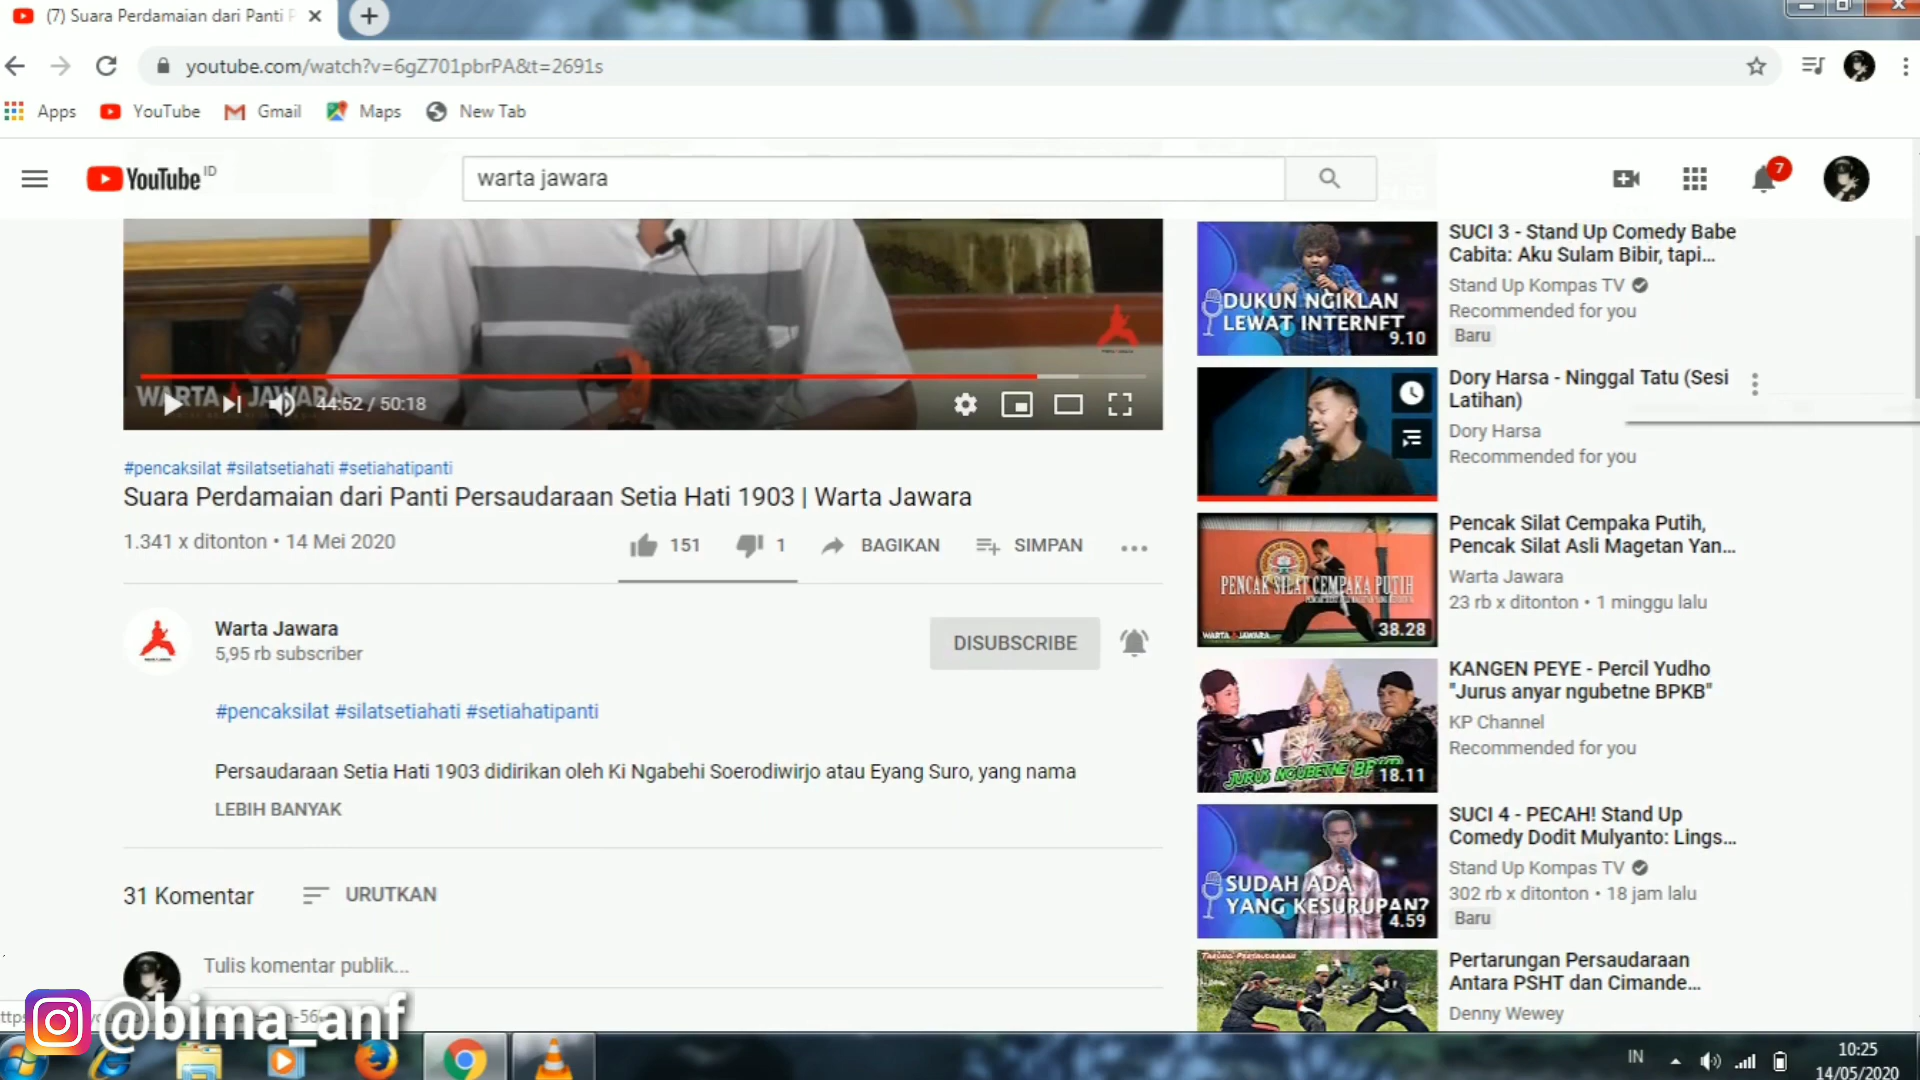 (7) Suara Perdamaian dari Panti P
youtube.com/watch?v=6gZ701pbrPA&t=2691s
Apps YouTube Gmail Maps New Tab
YouTube ID
warta jawara
7
WARTA JAWARA
44:52 / 50:18
#pencaksilat #silatsetiahati #setiahatipanti
Suara Perdamaian dari Panti Persaudaraan Setia Hati 1903 | Warta Jawara
1.341 x ditonton • 14 Mei 2020
151 1 BAGIKAN SIMPAN
Warta Jawara
5,95 rb subscriber
DISUBSCRIBE
#pencaksilat #silatsetiahati #setiahatipanti
Persaudaraan Setia Hati 1903 didirikan oleh Ki Ngabehi Soerodiwirjo atau Eyang Suro, yang nama
LEBIH BANYAK
31 Komentar URUTKAN
Tulis komentar publik...
@bima_anf
DUKUN NGIKLAN
LEWAT INTERNET
9.10
SUCI 3 - Stand Up Comedy Babe
Cabita: Aku Sulam Bibir, tapi...
Stand Up Kompas TV
Recommended for you
Baru
Dory Harsa - Ninggal Tatu (Sesi
Latihan)
Dory Harsa
Recommended for you
PENCAK SILAT CEMPAKA PUTIH
WARTA JAWARA
38.28
Pencak Silat Cempaka Putih,
Pencak Silat Asli Magetan Yan...
Warta Jawara
23 rb x ditonton • 1 minggu lalu
JURUS NGUBETNE BPKB
18.11
KANGEN PEYE - Percil Yudho
"Jurus anyar ngubetne BPKB"
KP Channel
Recommended for you
SUDAH ADA
YANG KESURUPAN?
4.59
SUCI 4 - PECAH! Stand Up
Comedy Dodit Mulyanto: Lings...
Stand Up Kompas TV
302 rb x ditonton • 18 jam lalu
Baru
Tarung Persaudaraan
Pertarungan Persaudaraan
Antara PSHT dan Cimande...
Denny Wewey
IN
10:25
14/05/2020